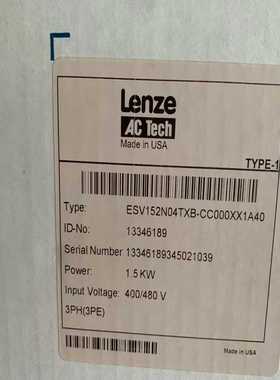 Lenze
AC Tech
Made in USA
TYPE-1
Type: ESV152N04TXB-CC000XX1A40
ID-No: 13346189
Serial Number 13346189345021039
Power: 1.5 KW
Input Voltage: 400/480 V
3PH(3PE)
Made in USA